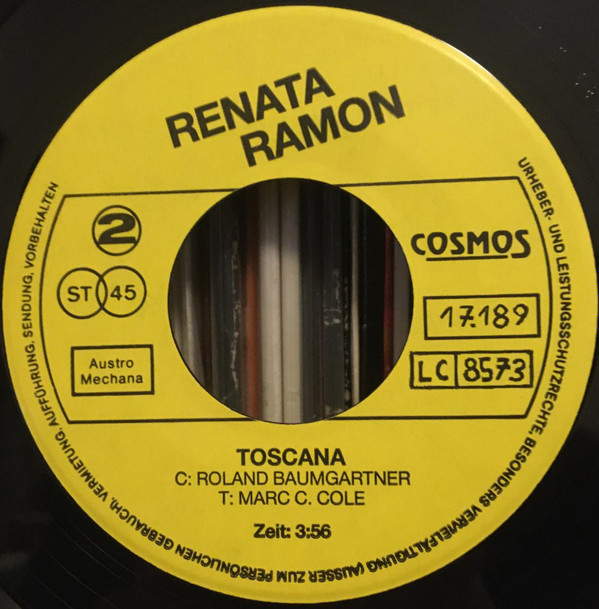 RENATA
RAMON
2
ST 45
Austro
Mechana
COSMOS
17.189
LC 8573
TOSCANA
C: ROLAND BAUMGARTNER
T: MARC C. COLE
Zeit: 3:56
URHEBER- UND LEISTUNGSSCHUTZRECHTE, BESONDERS VERVIELFÄLTIGUNG (AUSSER ZUM PERSÖNLICHEN GEBRAUCH), VERMIETUNG, AUFFÜHRUNG, SENDUNG, VORBEHALTEN